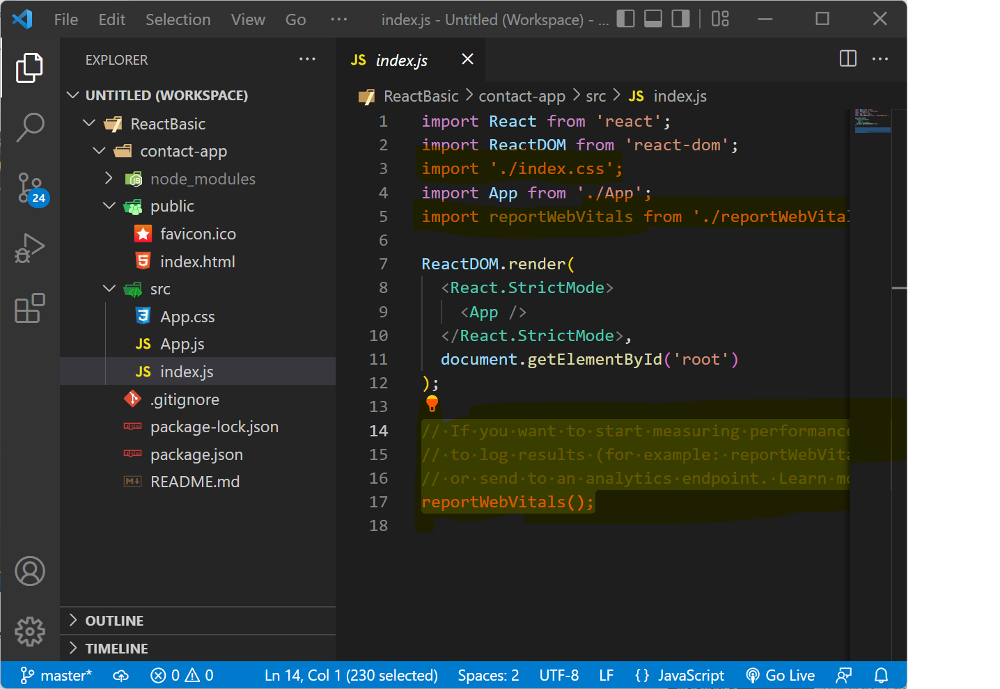 File Edit Selection View Go ··· index.js - Untitled (Workspace) - ...
EXPLORER ···
UNTITLED (WORKSPACE)
ReactBasic
contact-app
node_modules
public
favicon.ico
index.html
src
App.css
App.js
index.js
.gitignore
package-lock.json
package.json
README.md
OUTLINE
TIMELINE
24
JS index.js
ReactBasic > contact-app > src > JS index.js
1 import React from 'react';
2 import ReactDOM from 'react-dom';
3 import './index.css';
4 import App from './App';
5 import reportWebVitals from './reportWebVital
6
7 ReactDOM.render(
8 <React.StrictMode>
9 <App />
10 </React.StrictMode>,
11 document.getElementById('root')
12 );
13
14 // If you want to start measuring performance
15 // to log results (for example: reportWebVita
16 // or send to an analytics endpoint. Learn mo
17 reportWebVitals();
18
master* 0 0 Ln 14, Col 1 (230 selected) Spaces: 2 UTF-8 LF {} JavaScript Go Live